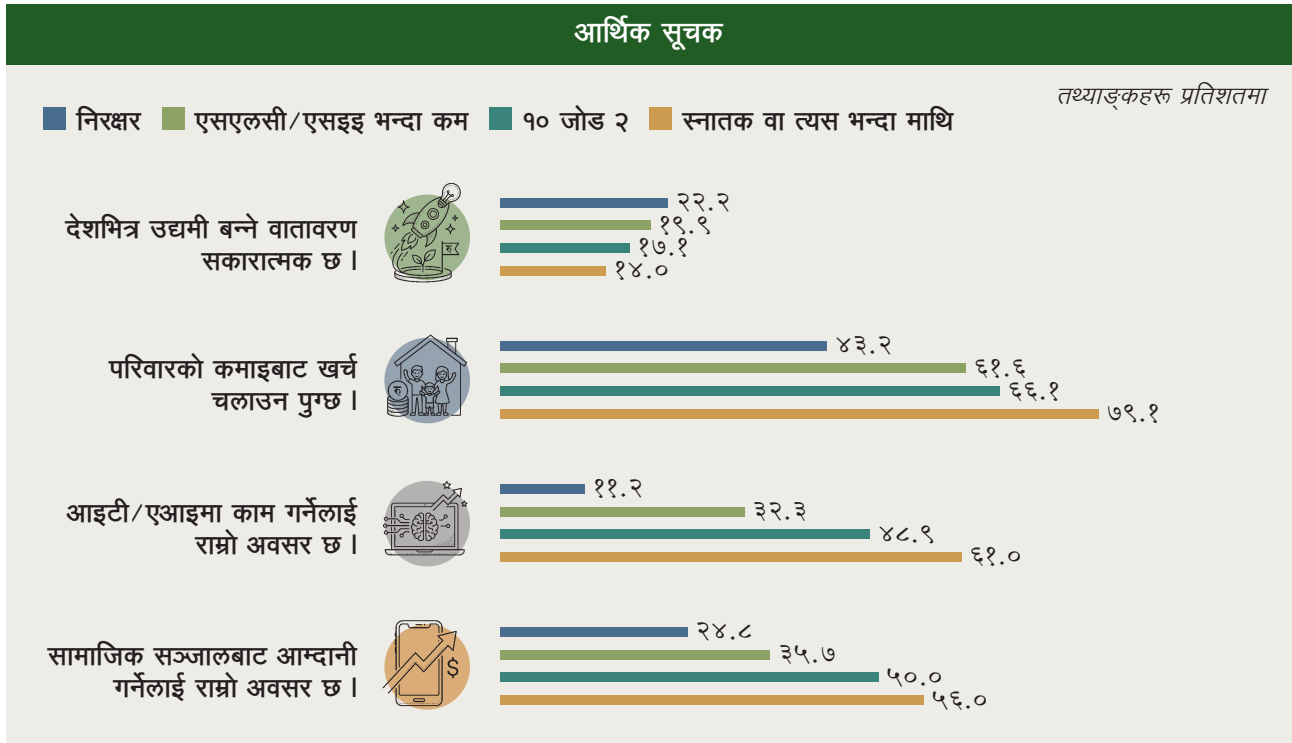 आर्थिक सूचक
तथ्याङ्कहरू प्रतिशतमा
निरक्षर एसएलसी/एसइइ भन्दा कम १० जोड २ स्नातक वा त्यस भन्दा माथि
देशभित्र उद्यमी बन्ने वातावरण
सकारात्मक छ ।
रु
२२.२
१९.९
१७.१
१४.०
परिवारको कमाइबाट खर्च
चलाउन पुग्छ ।
रु
४३.२
६१.६
६६.१
७९.१
आइटी/एआइमा काम गर्नेलाई
राम्रो अवसर छ ।
११.२
३२.३
४८.९
६१.०
सामाजिक सञ्जालबाट आम्दानी
गर्नेलाई राम्रो अवसर छ ।
$
२४.८
३५.७
५०.०
५६.०